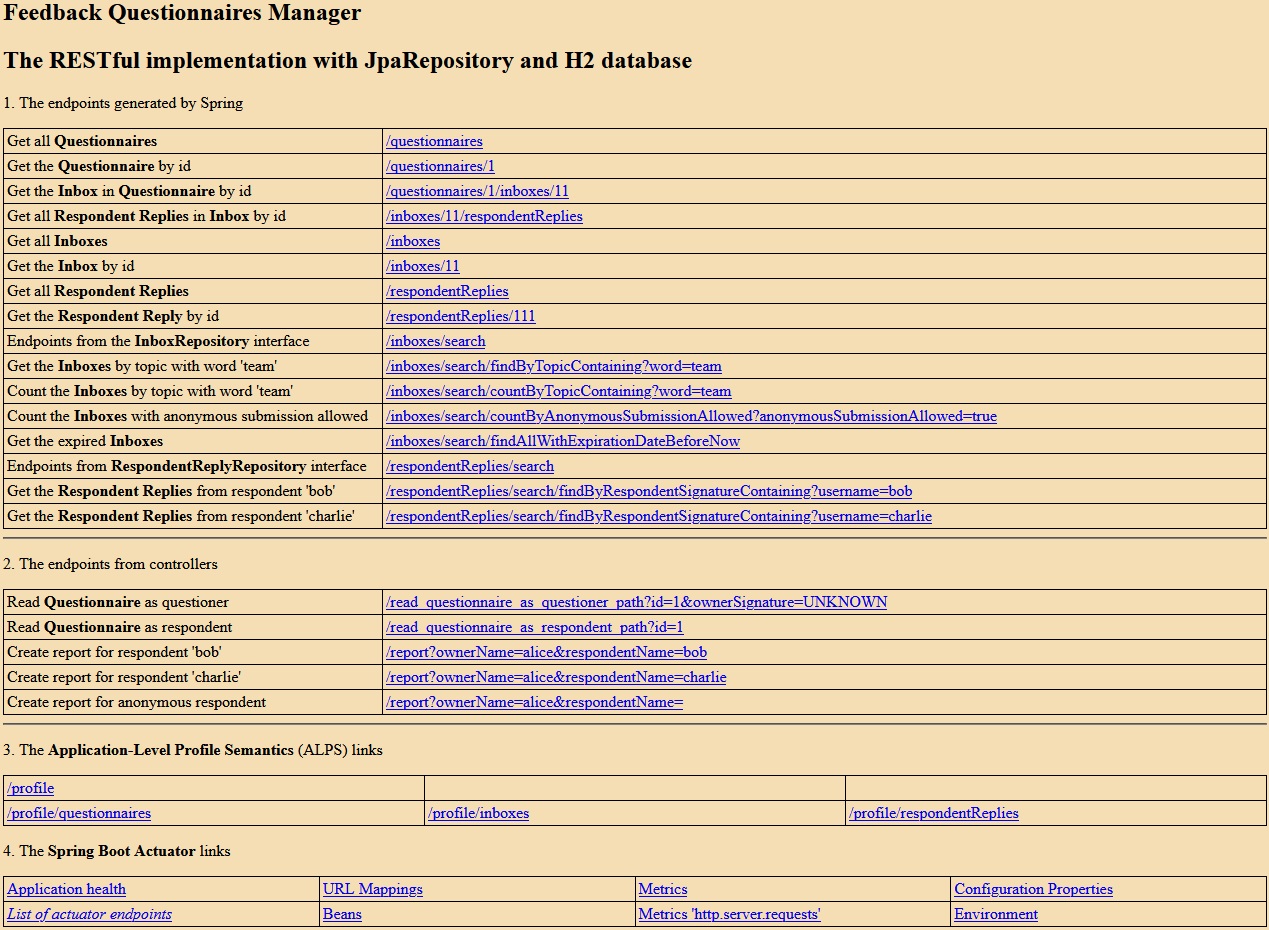 Feedback Questionnaires Manager
The RESTful implementation with JpaRepository and H2 database
1. The endpoints generated by Spring
Get all Questionnaires /questionnaires
Get the Questionnaire by id /questionnaires/1
Get the Inbox in Questionnaire by id /questionnaires/1/inboxes/11
Get all Respondent Replies in Inbox by id /inboxes/11/respondentReplies
Get all Inboxes /inboxes
Get the Inbox by id /inboxes/11
Get all Respondent Replies /respondentReplies
Get the Respondent Reply by id /respondentReplies/111
Endpoints from the InboxRepository interface /inboxes/search
Get the Inboxes by topic with word 'team' /inboxes/search/findByTopicContaining?word=team
Count the Inboxes by topic with word 'team' /inboxes/search/countByTopicContaining?word=team
Count the Inboxes with anonymous submission allowed /inboxes/search/countByAnonymousSubmissionAllowed?anonymousSubmissionAllowed=true
Get the expired Inboxes /inboxes/search/findAllWithExpirationDateBeforeNow
Endpoints from RespondentReplyRepository interface /respondentReplies/search
Get the Respondent Replies from respondent 'bob' /respondentReplies/search/findByRespondentSignatureContaining?username=bob
Get the Respondent Replies from respondent 'charlie' /respondentReplies/search/findByRespondentSignatureContaining?username=charlie
2. The endpoints from controllers
Read Questionnaire as questioner /read_questionnaire_as_questioner_path?id=1&ownerSignature=UNKNOWN
Read Questionnaire as respondent /read_questionnaire_as_respondent_path?id=1
Create report for respondent 'bob' /report?ownerName=alice&respondentName=bob
Create report for respondent 'charlie' /report?ownerName=alice&respondentName=charlie
Create report for anonymous respondent /report?ownerName=alice&respondentName=
3. The Application-Level Profile Semantics (ALPS) links
/profile
/profile/questionnaires /profile/inboxes /profile/respondentReplies
4. The Spring Boot Actuator links
Application health URL Mappings Metrics Configuration Properties
List of actuator endpoints Beans Metrics 'http.server.requests' Environment